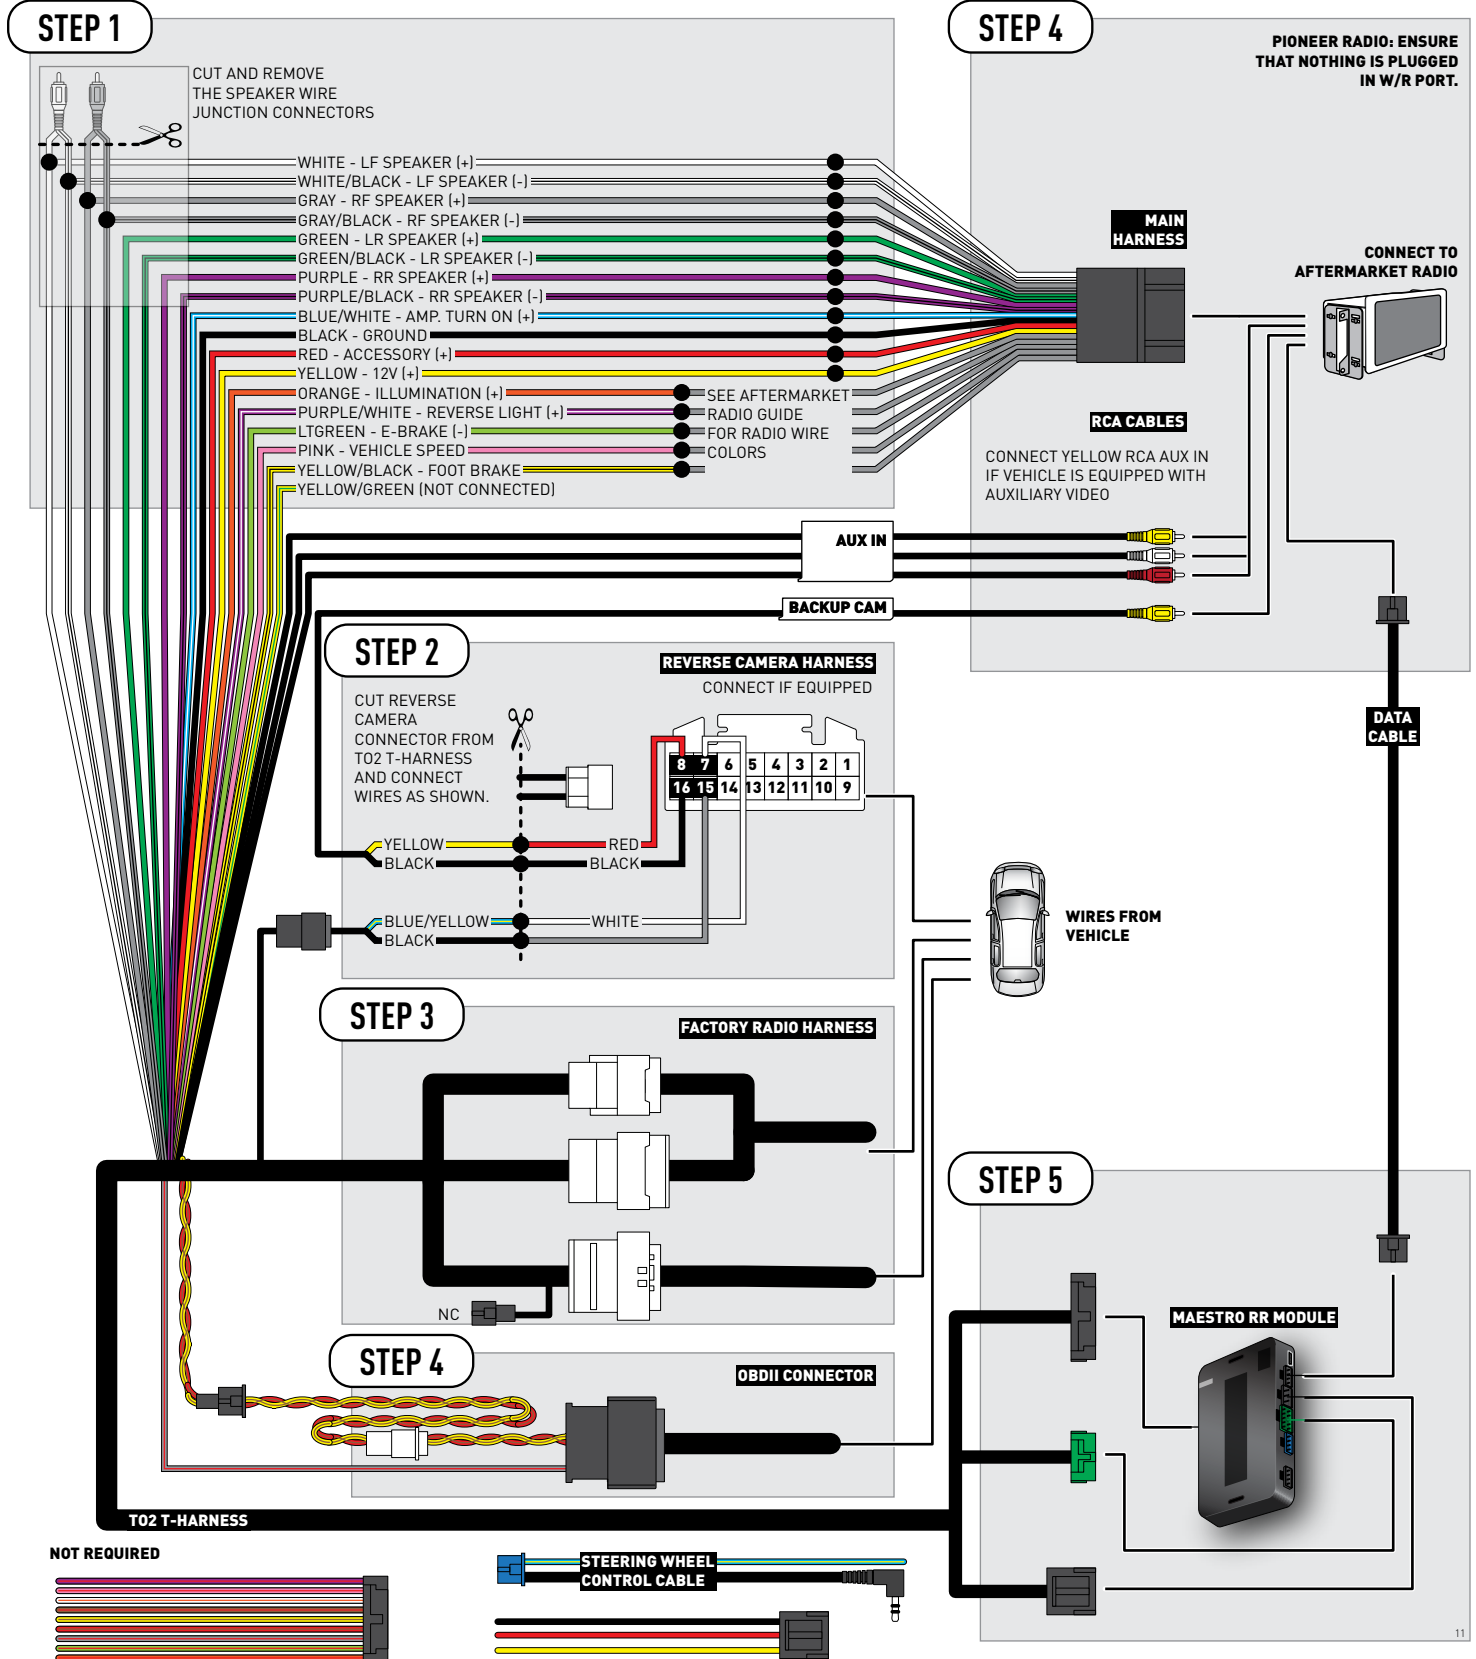 STEP 1
CUT AND REMOVE
THE SPEAKER WIRE
JUNCTION CONNECTORS
WHITE - LF SPEAKER (+)
WHITE/BLACK - LF SPEAKER (-)
GRAY - RF SPEAKER (+)
GRAY/BLACK - RF SPEAKER (-)
GREEN - LR SPEAKER (+)
GREEN/BLACK - LR SPEAKER (-)
PURPLE - RR SPEAKER (+)
PURPLE/BLACK - RR SPEAKER (-)
BLUE/WHITE - AMP. TURN ON (+)
BLACK - GROUND
RED - ACCESSORY (+)
YELLOW - 12V (+)
ORANGE - ILLUMINATION (+)
PURPLE/WHITE - REVERSE LIGHT (+)
LTGREEN - E-BRAKE (-)
PINK - VEHICLE SPEED
YELLOW/BLACK - FOOT BRAKE
YELLOW/GREEN (NOT CONNECTED)
SEE AFTERMARKET
RADIO GUIDE
FOR RADIO WIRE
COLORS
STEP 4
PIONEER RADIO: ENSURE
THAT NOTHING IS PLUGGED
IN W/R PORT.
MAIN
HARNESS
CONNECT TO
AFTERMARKET RADIO
RCA CABLES
CONNECT YELLOW RCA AUX IN
IF VEHICLE IS EQUIPPED WITH
AUXILIARY VIDEO
AUX IN
BACKUP CAM
DATA
CABLE
STEP 2
REVERSE CAMERA HARNESS
CONNECT IF EQUIPPED
CUT REVERSE
CAMERA
CONNECTOR FROM
TO2 T-HARNESS
AND CONNECT
WIRES AS SHOWN.
8 7 6 5 4 3 2 1
16 15 14 13 12 11 10 9
YELLOW
RED
BLACK
BLACK
BLUE/YELLOW
WHITE
BLACK
WIRES FROM
VEHICLE
STEP 3
FACTORY RADIO HARNESS
NC
STEP 4
OBDII CONNECTOR
STEP 5
MAESTRO RR MODULE
TO2 T-HARNESS
NOT REQUIRED
STEERING WHEEL
CONTROL CABLE
11